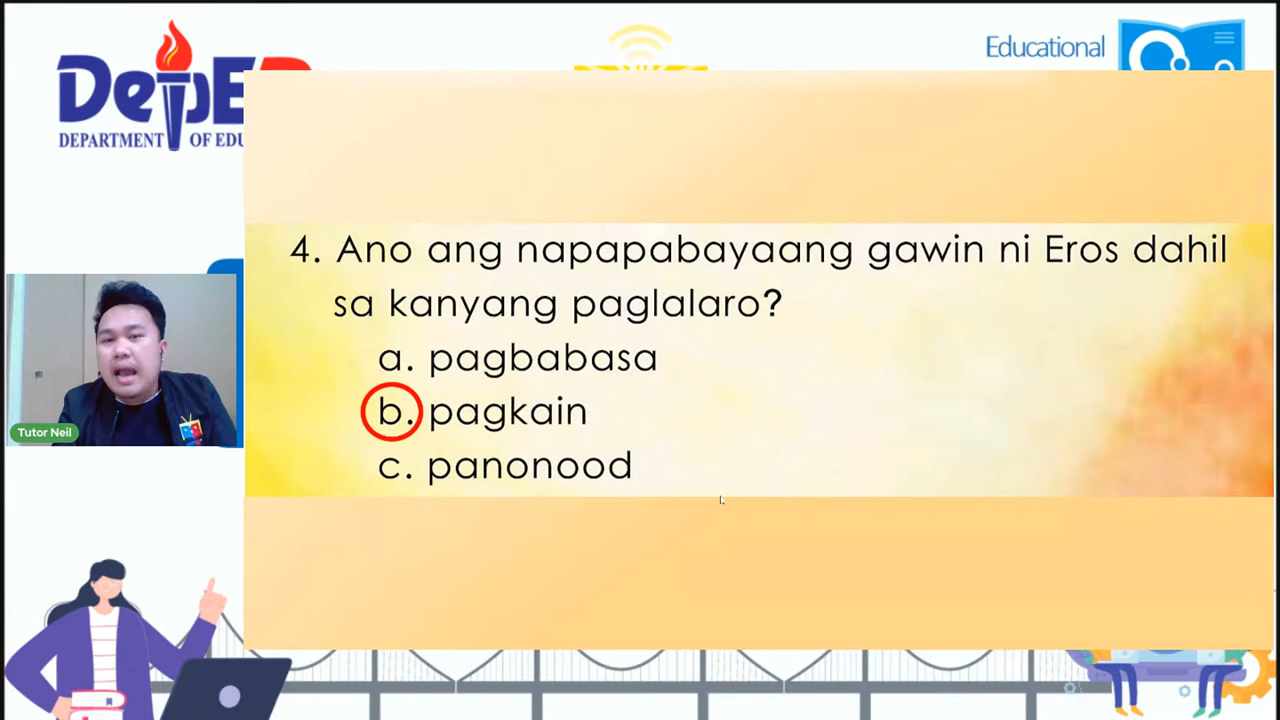 DepE
DEPARTMENT OF EDU
Educational
4. Ano ang napapabayaang gawin ni Eros dahil
sa kanyang paglalaro?
a. pagbabasa
b. pagkain
c. panonood
Tutor Neil